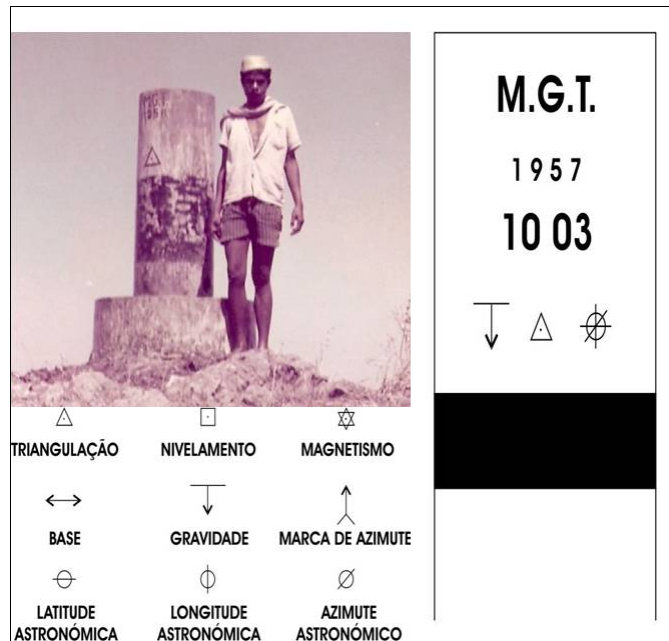 M.G.T.
M.G.T.
1957
10 03
TRIANGULAÇÃO
NIVELAMENTO
MAGNETISMO
BASE
GRAVIDADE
MARCA DE AZIMUTE
LATITUDE
ASTRONÓMICA
LONGITUDE
ASTRONÓMICA
AZIMUTE
ASTRONÓMICO